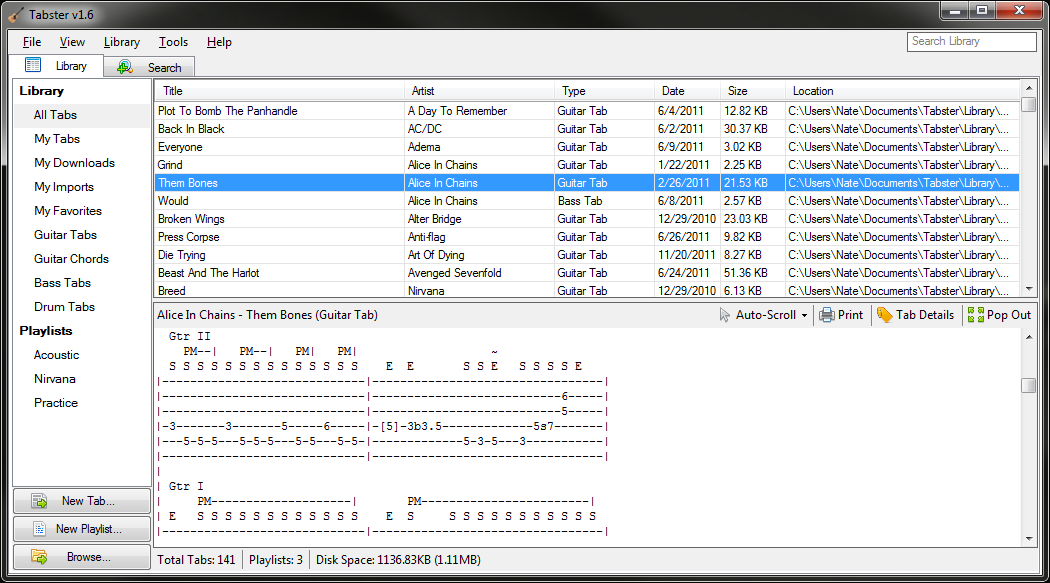 Tabster v1.6
File View Library Tools Help
Search Library
Library Search
Library
All Tabs
My Tabs
My Downloads
My Imports
My Favorites
Guitar Tabs
Guitar Chords
Bass Tabs
Drum Tabs
Playlists
Acoustic
Nirvana
Practice
New Tab...
New Playlist...
Browse...
Title Artist Type Date Size Location
Plot To Bomb The Panhandle A Day To Remember Guitar Tab 6/4/2011 12.82 KB C:\Users\Nate\Documents\Tabster\Library\...
Back In Black AC/DC Guitar Tab 6/2/2011 30.37 KB C:\Users\Nate\Documents\Tabster\Library\...
Everyone Adema Guitar Tab 6/9/2011 3.02 KB C:\Users\Nate\Documents\Tabster\Library\...
Grind Alice In Chains Guitar Tab 1/22/2011 2.25 KB C:\Users\Nate\Documents\Tabster\Library\...
Them Bones Alice In Chains Guitar Tab 2/26/2011 21.53 KB C:\Users\Nate\Documents\Tabster\Library\...
Would Alice In Chains Bass Tab 6/8/2011 2.57 KB C:\Users\Nate\Documents\Tabster\Library\...
Broken Wings Alter Bridge Guitar Tab 12/29/2010 23.03 KB C:\Users\Nate\Documents\Tabster\Library\...
Press Corpse Anti-flag Guitar Tab 6/26/2011 9.82 KB C:\Users\Nate\Documents\Tabster\Library\...
Die Trying Art Of Dying Guitar Tab 11/20/2011 8.27 KB C:\Users\Nate\Documents\Tabster\Library\...
Beast And The Harlot Avenged Sevenfold Guitar Tab 6/24/2011 51.36 KB C:\Users\Nate\Documents\Tabster\Library\...
Breed Nirvana Guitar Tab 12/29/2010 6.13 KB C:\Users\Nate\Documents\Tabster\Library\...
Alice In Chains - Them Bones (Guitar Tab) Auto-Scroll Print Tab Details Pop Out
  Gtr II
    PM--|   PM--|   PM|   PM|                   ~
  S S S S S S S S S S S S S S    E  E       S S E   S S S S E
|-----------------------------|---------------------------------|
|-----------------------------|---------------------------6-----|
|-----------------------------|---------------------------5-----|
|-3-------3-------5-----6-----|-[5]-3b3.5-------------5s7-------|
|---5-5-5---5-5-5---5-5---5-5-|-------------5-3-5---3-----------|
|-----------------------------|---------------------------------|
|
| Gtr I
|     PM--------------------|       PM------------------------|
| E   S S S S S S S S S S S S    E  S     S S S S S S S S S S S
|-----------------------------|---------------------------------|
Total Tabs: 141 Playlists: 3 Disk Space: 1136.83KB (1.11MB)